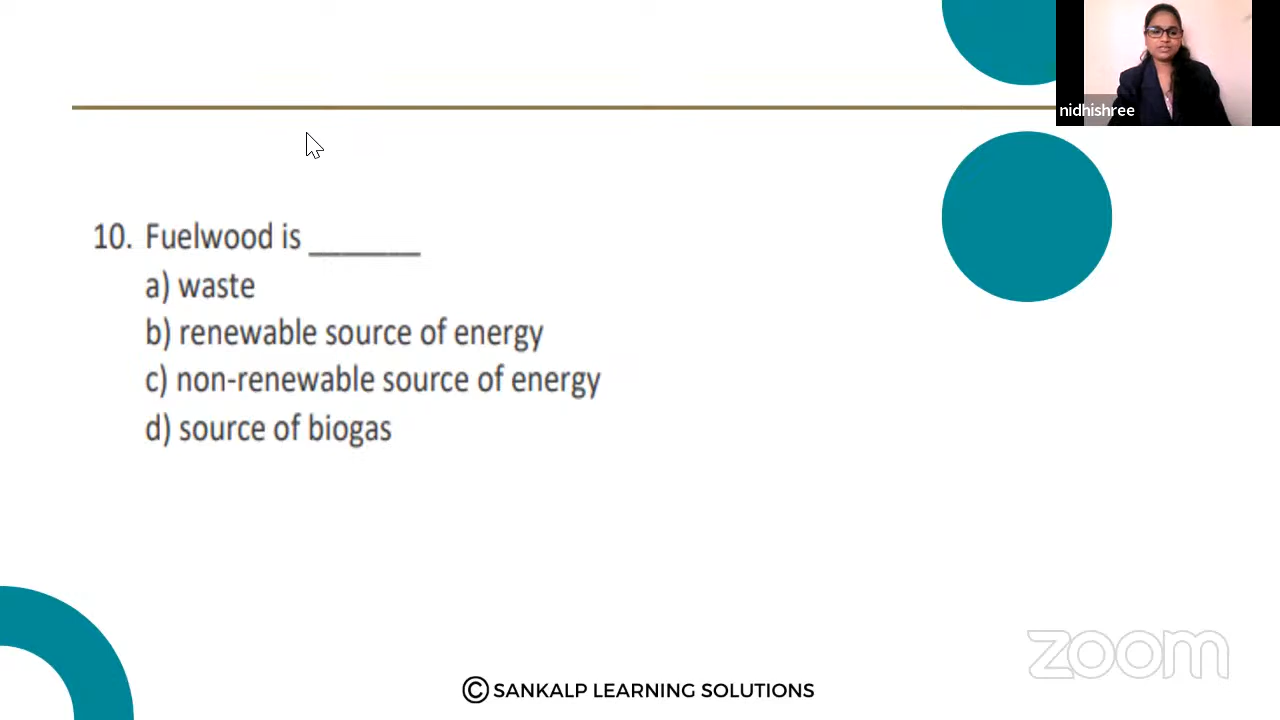 nidhishree
10. Fuelwood is _______
a) waste
b) renewable source of energy
c) non-renewable source of energy
d) source of biogas
zoom
© SANKALP LEARNING SOLUTIONS